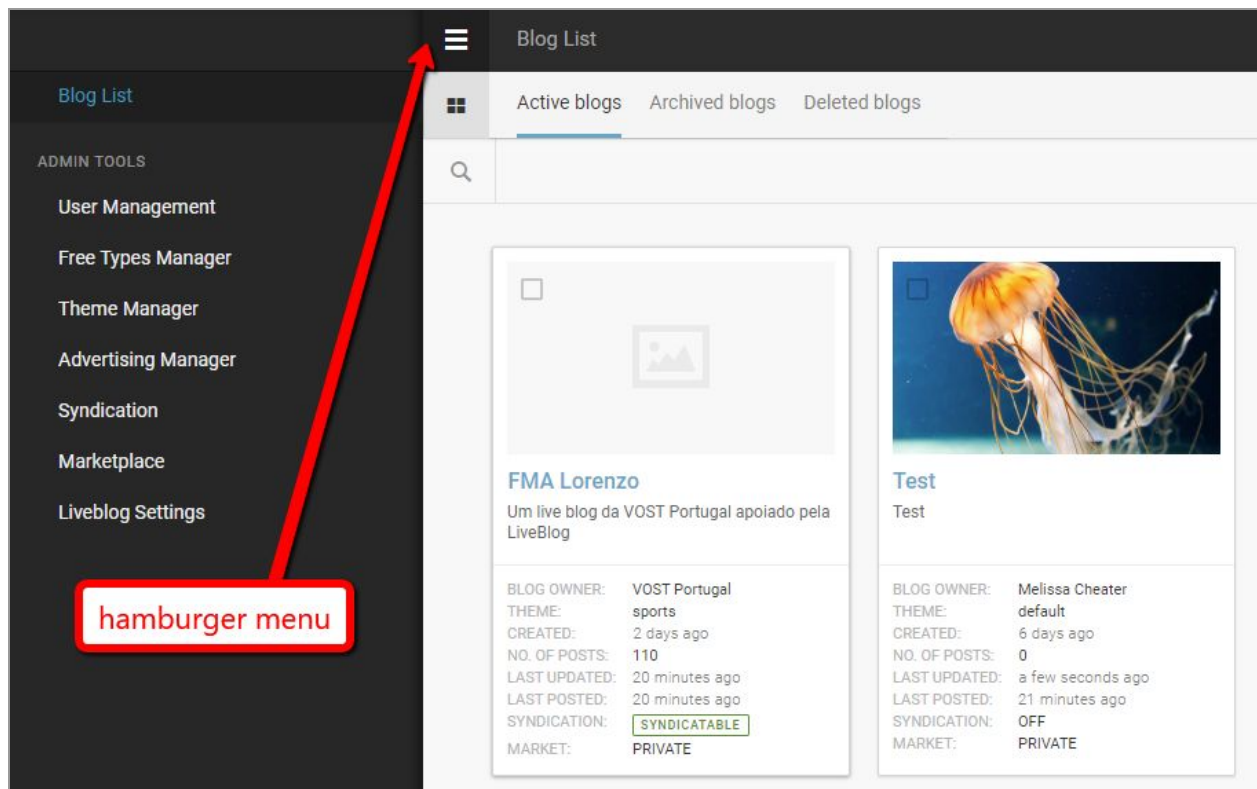 Blog List
Blog List
ADMIN TOOLS
User Management
Free Types Manager
Theme Manager
Advertising Manager
Syndication
Marketplace
Liveblog Settings
hamburger menu
Active blogs Archived blogs Deleted blogs
FMA Lorenzo
Um live blog da VOST Portugal apoiado pela
LiveBlog
BLOG OWNER: VOST Portugal
THEME: sports
CREATED: 2 days ago
NO. OF POSTS: 110
LAST UPDATED: 20 minutes ago
LAST POSTED: 20 minutes ago
SYNDICATION: SYNDICATABLE
MARKET: PRIVATE
Test
Test
BLOG OWNER: Melissa Cheater
THEME: default
CREATED: 6 days ago
NO. OF POSTS: 0
LAST UPDATED: a few seconds ago
LAST POSTED: 21 minutes ago
SYNDICATION: OFF
MARKET: PRIVATE